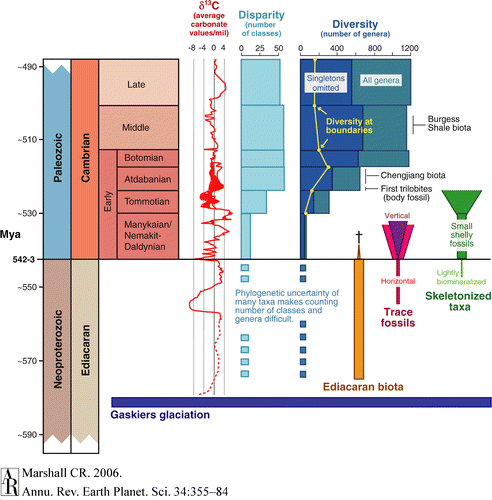 δ13C
(average
carbonate
values/mil)
-8 -4 0 4
Disparity
(number
of classes)
0 25 50
Diversity
(number of genera)
0 400 800 1200
~490
~510
~530
Mya
542-3
~550
~570
~590
Paleozoic
Neoproterozoic
Cambrian
Ediacaran
Late
Middle
Early
Botomian
Atdabanian
Tommotian
Manykaian/
Nemakit-
Daldynian
Singletons
omitted
All genera
Diversity at
boundaries
Burgess
Shale biota
Chengjiang biota
First trilobites
(body fossil)
Vertical
Small
shelly
fossils
†
Horizontal
Lightly
biomineralized
Trace
fossils
Skeletonized
taxa
Phylogenetic uncertainty of
many taxa makes counting
number of classes and
genera difficult.
Ediacaran biota
Gaskiers glaciation
AR
Marshall CR. 2006.
Annu. Rev. Earth Planet. Sci. 34:355–84